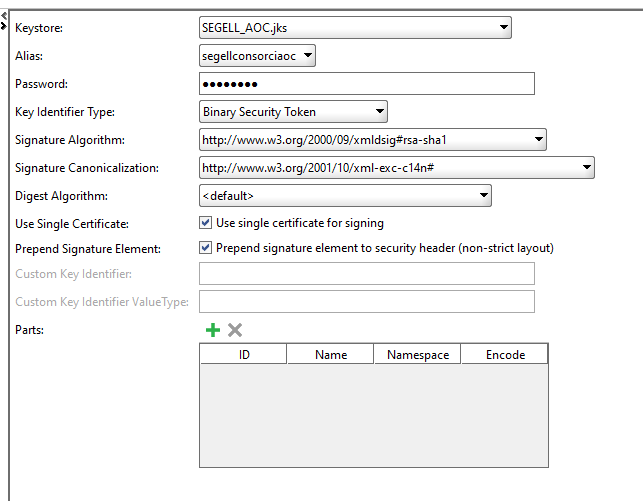 Keystore: SEGELL_AOC.jks
Alias: segellconsorciaoc
Password: ●●●●●●●●
Key Identifier Type: Binary Security Token
Signature Algorithm: http://www.w3.org/2000/09/xmldsig#rsa-sha1
Signature Canonicalization: http://www.w3.org/2001/10/xml-exc-c14n#
Digest Algorithm: <default>
Use Single Certificate: Use single certificate for signing
Prepend Signature Element: Prepend signature element to security header (non-strict layout)
Custom Key Identifier:
Custom Key Identifier ValueType:
Parts:
ID Name Namespace Encode